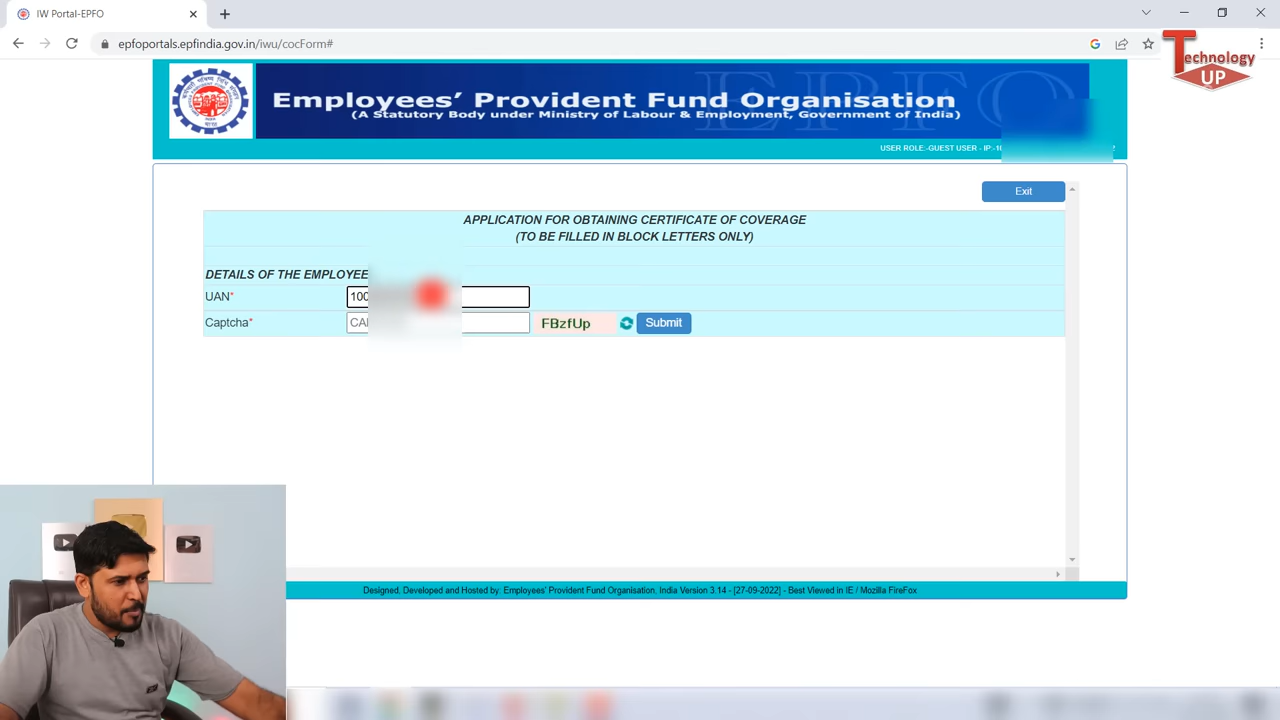 IW Portal-EPFO
epfoportals.epfindia.gov.in/iwu/cocForm#
Technology
UP
Employees' Provident Fund Organisation
(A Statutory Body under Ministry of Labour & Employment, Government of India)
EPFO
USER ROLE:-GUEST USER - IP:-1
Exit
APPLICATION FOR OBTAINING CERTIFICATE OF COVERAGE
(TO BE FILLED IN BLOCK LETTERS ONLY)
DETAILS OF THE EMPLOYEE
UAN*
100
Captcha*
FBzfUp
Submit
Designed, Developed and Hosted by: Employees' Provident Fund Organisation, India Version 3.14 - [27-09-2022] - Best Viewed in IE / Mozilla FireFox